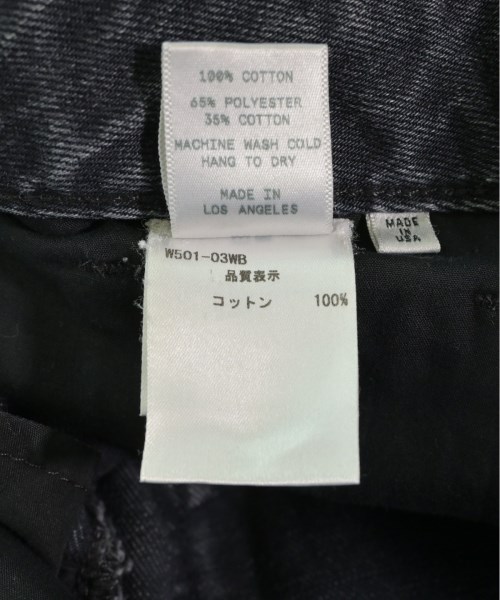 100% COTTON
65% POLYESTER
35% COTTON
MACHINE WASH COLD
HANG TO DRY
MADE IN
LOS ANGELES
MADE
IN
USA
W501-03WB
品質表示
コットン 100%